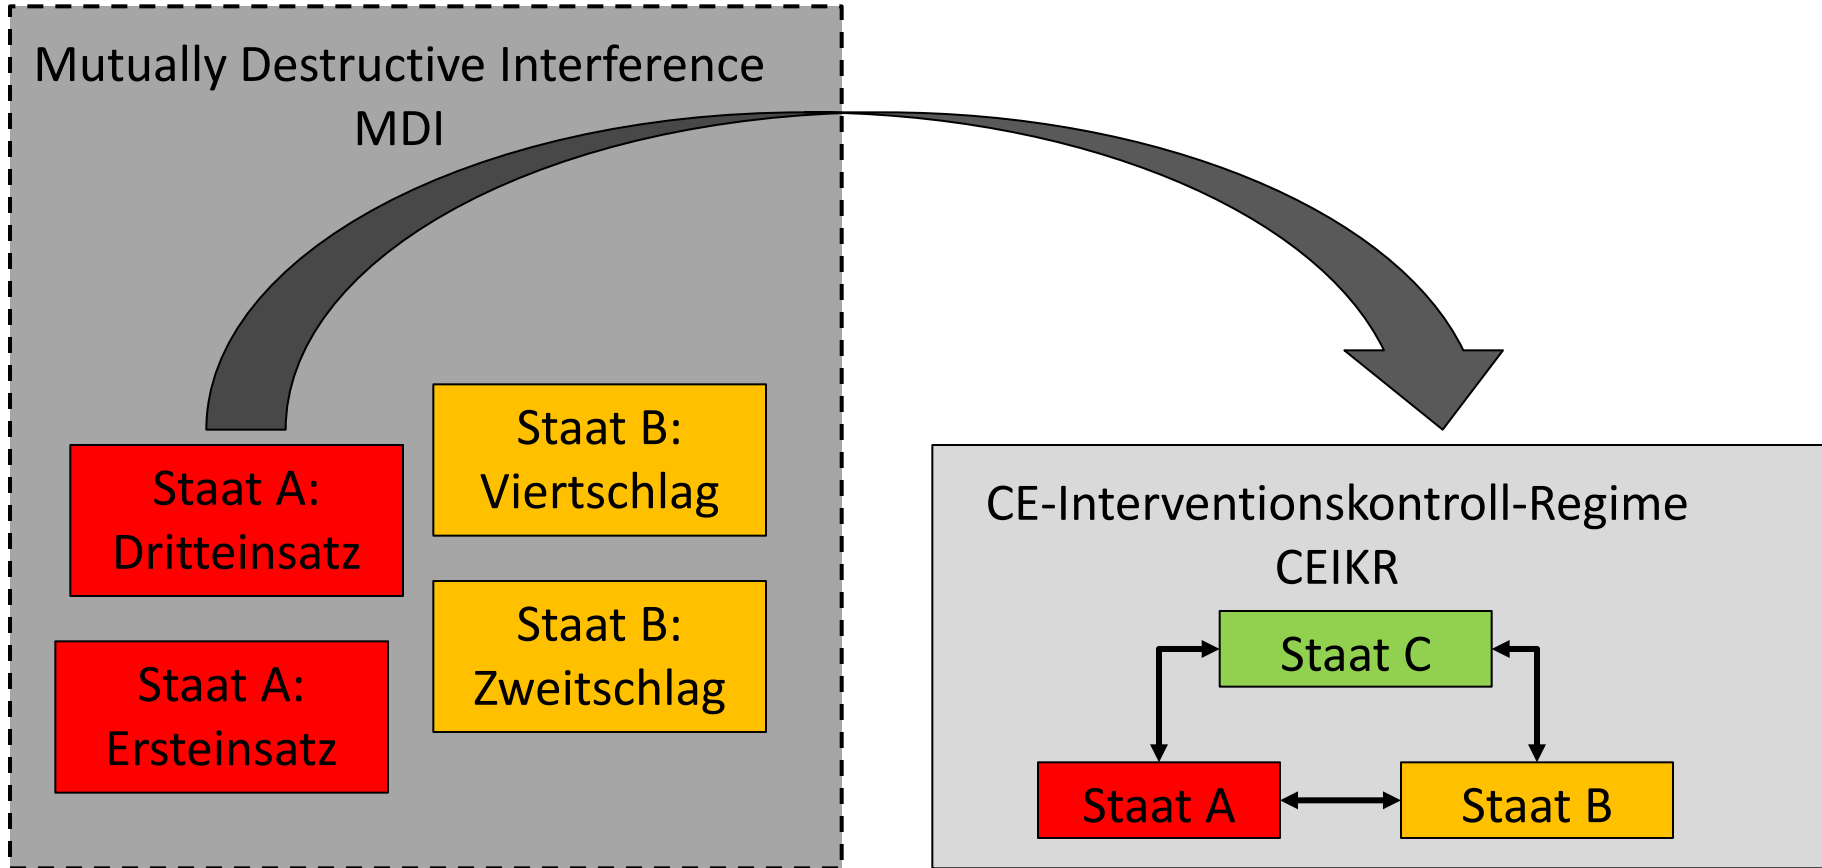 Mutually Destructive Interference
MDI
Staat B:
Viertschlag
Staat A:
Dritteinsatz
Staat B:
Zweitschlag
Staat A:
Ersteinsatz
CE-Interventionskontroll-Regime
CEIKR
Staat C
Staat A
Staat B